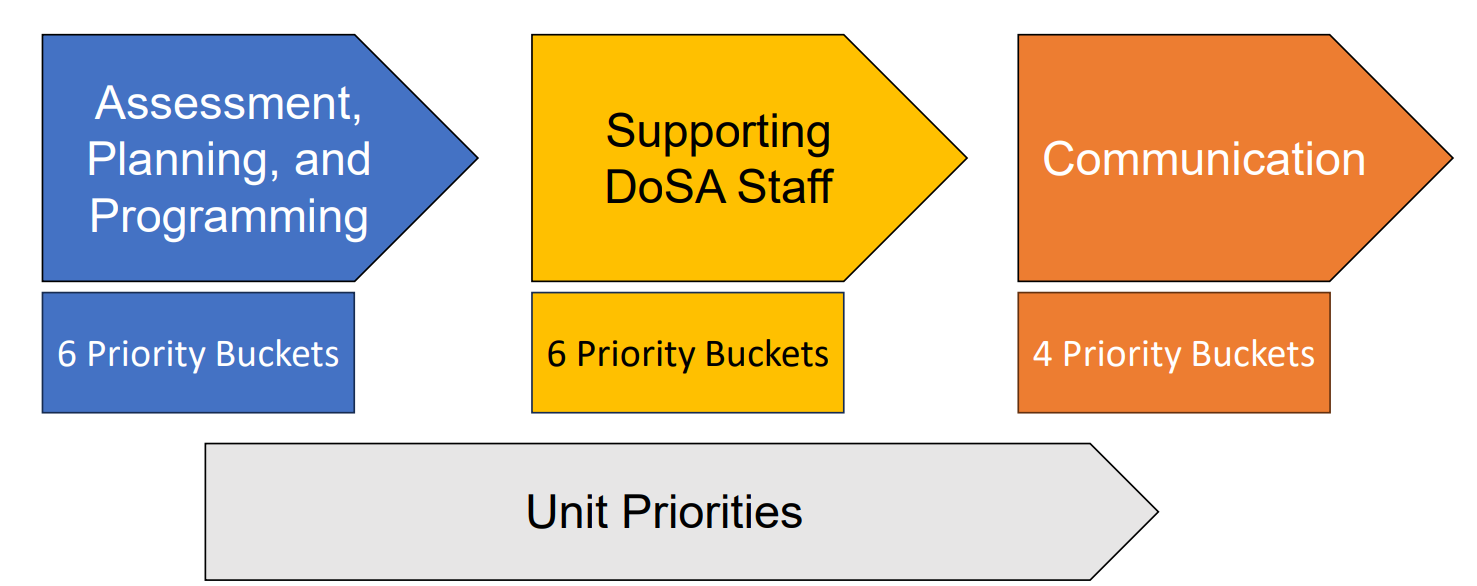 Assessment,
Planning, and
Programming
Supporting
DoSA Staff
Communication
6 Priority Buckets
6 Priority Buckets
4 Priority Buckets
Unit Priorities